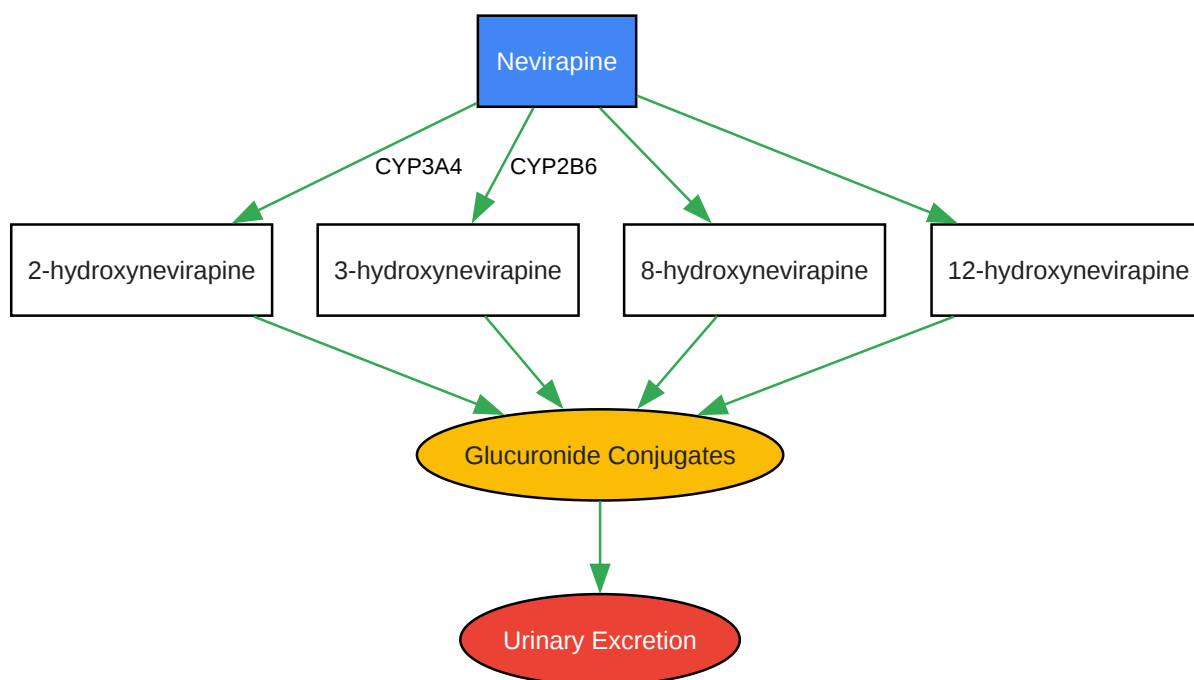 Nevirapine
CYP3A4
CYP2B6
2-hydroxynevirapine
3-hydroxynevirapine
8-hydroxynevirapine
12-hydroxynevirapine
Glucuronide Conjugates
Urinary Excretion